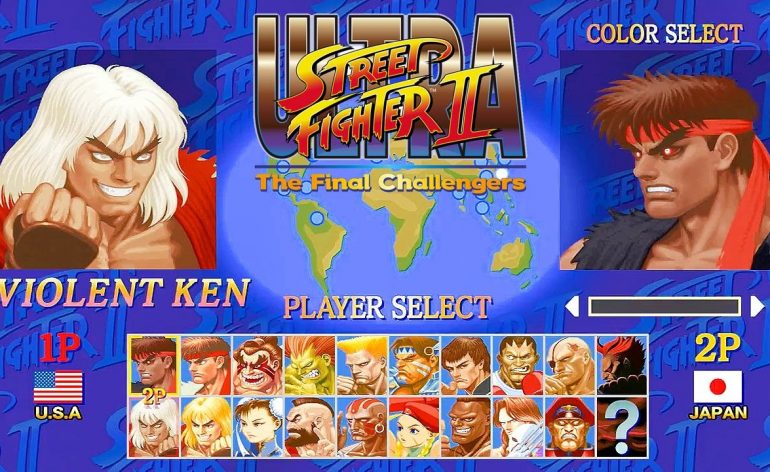 COLOR SELECT
ULTRA
STREET
FIGHTER II
The Final Challengers
VIOLENT KEN
PLAYER SELECT
1P
2P
U.S.A
JAPAN
2P
?